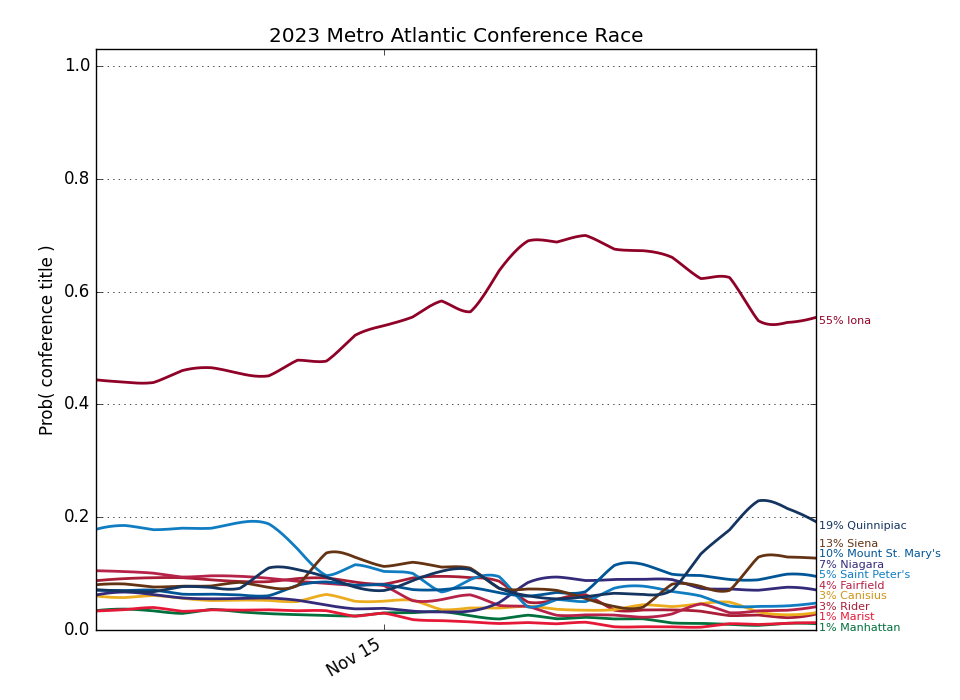 2023 Metro Atlantic Conference Race
Prob( conference title )
1.0
0.8
0.6
0.4
0.2
0.0
Nov 15
55% Iona
19% Quinnipiac
13% Siena
10% Mount St. Mary's
7% Niagara
5% Saint Peter's
4% Fairfield
3% Canisius
3% Rider
1% Marist
1% Manhattan